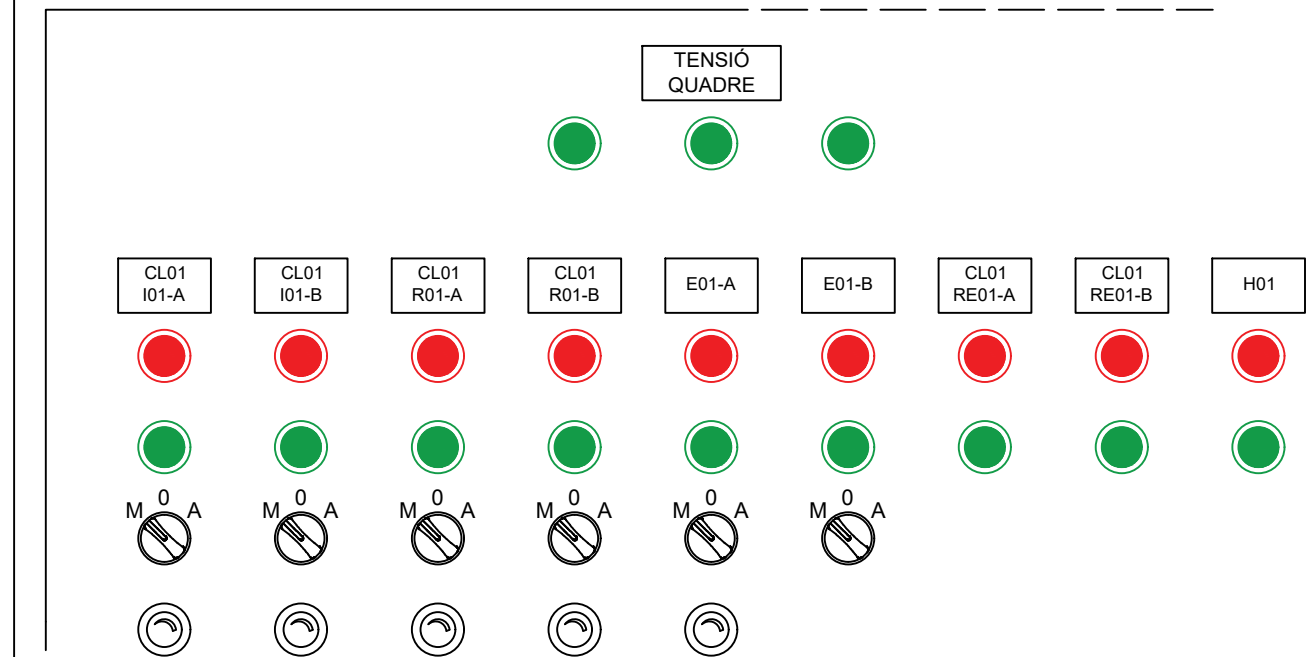 TENSIÓ
QUADRE
CL01
I01-A
CL01
I01-B
CL01
R01-A
CL01
R01-B
E01-A
E01-B
CL01
RE01-A
CL01
RE01-B
H01
M 0 A
M 0 A
M 0 A
M 0 A
M 0 A
M 0 A